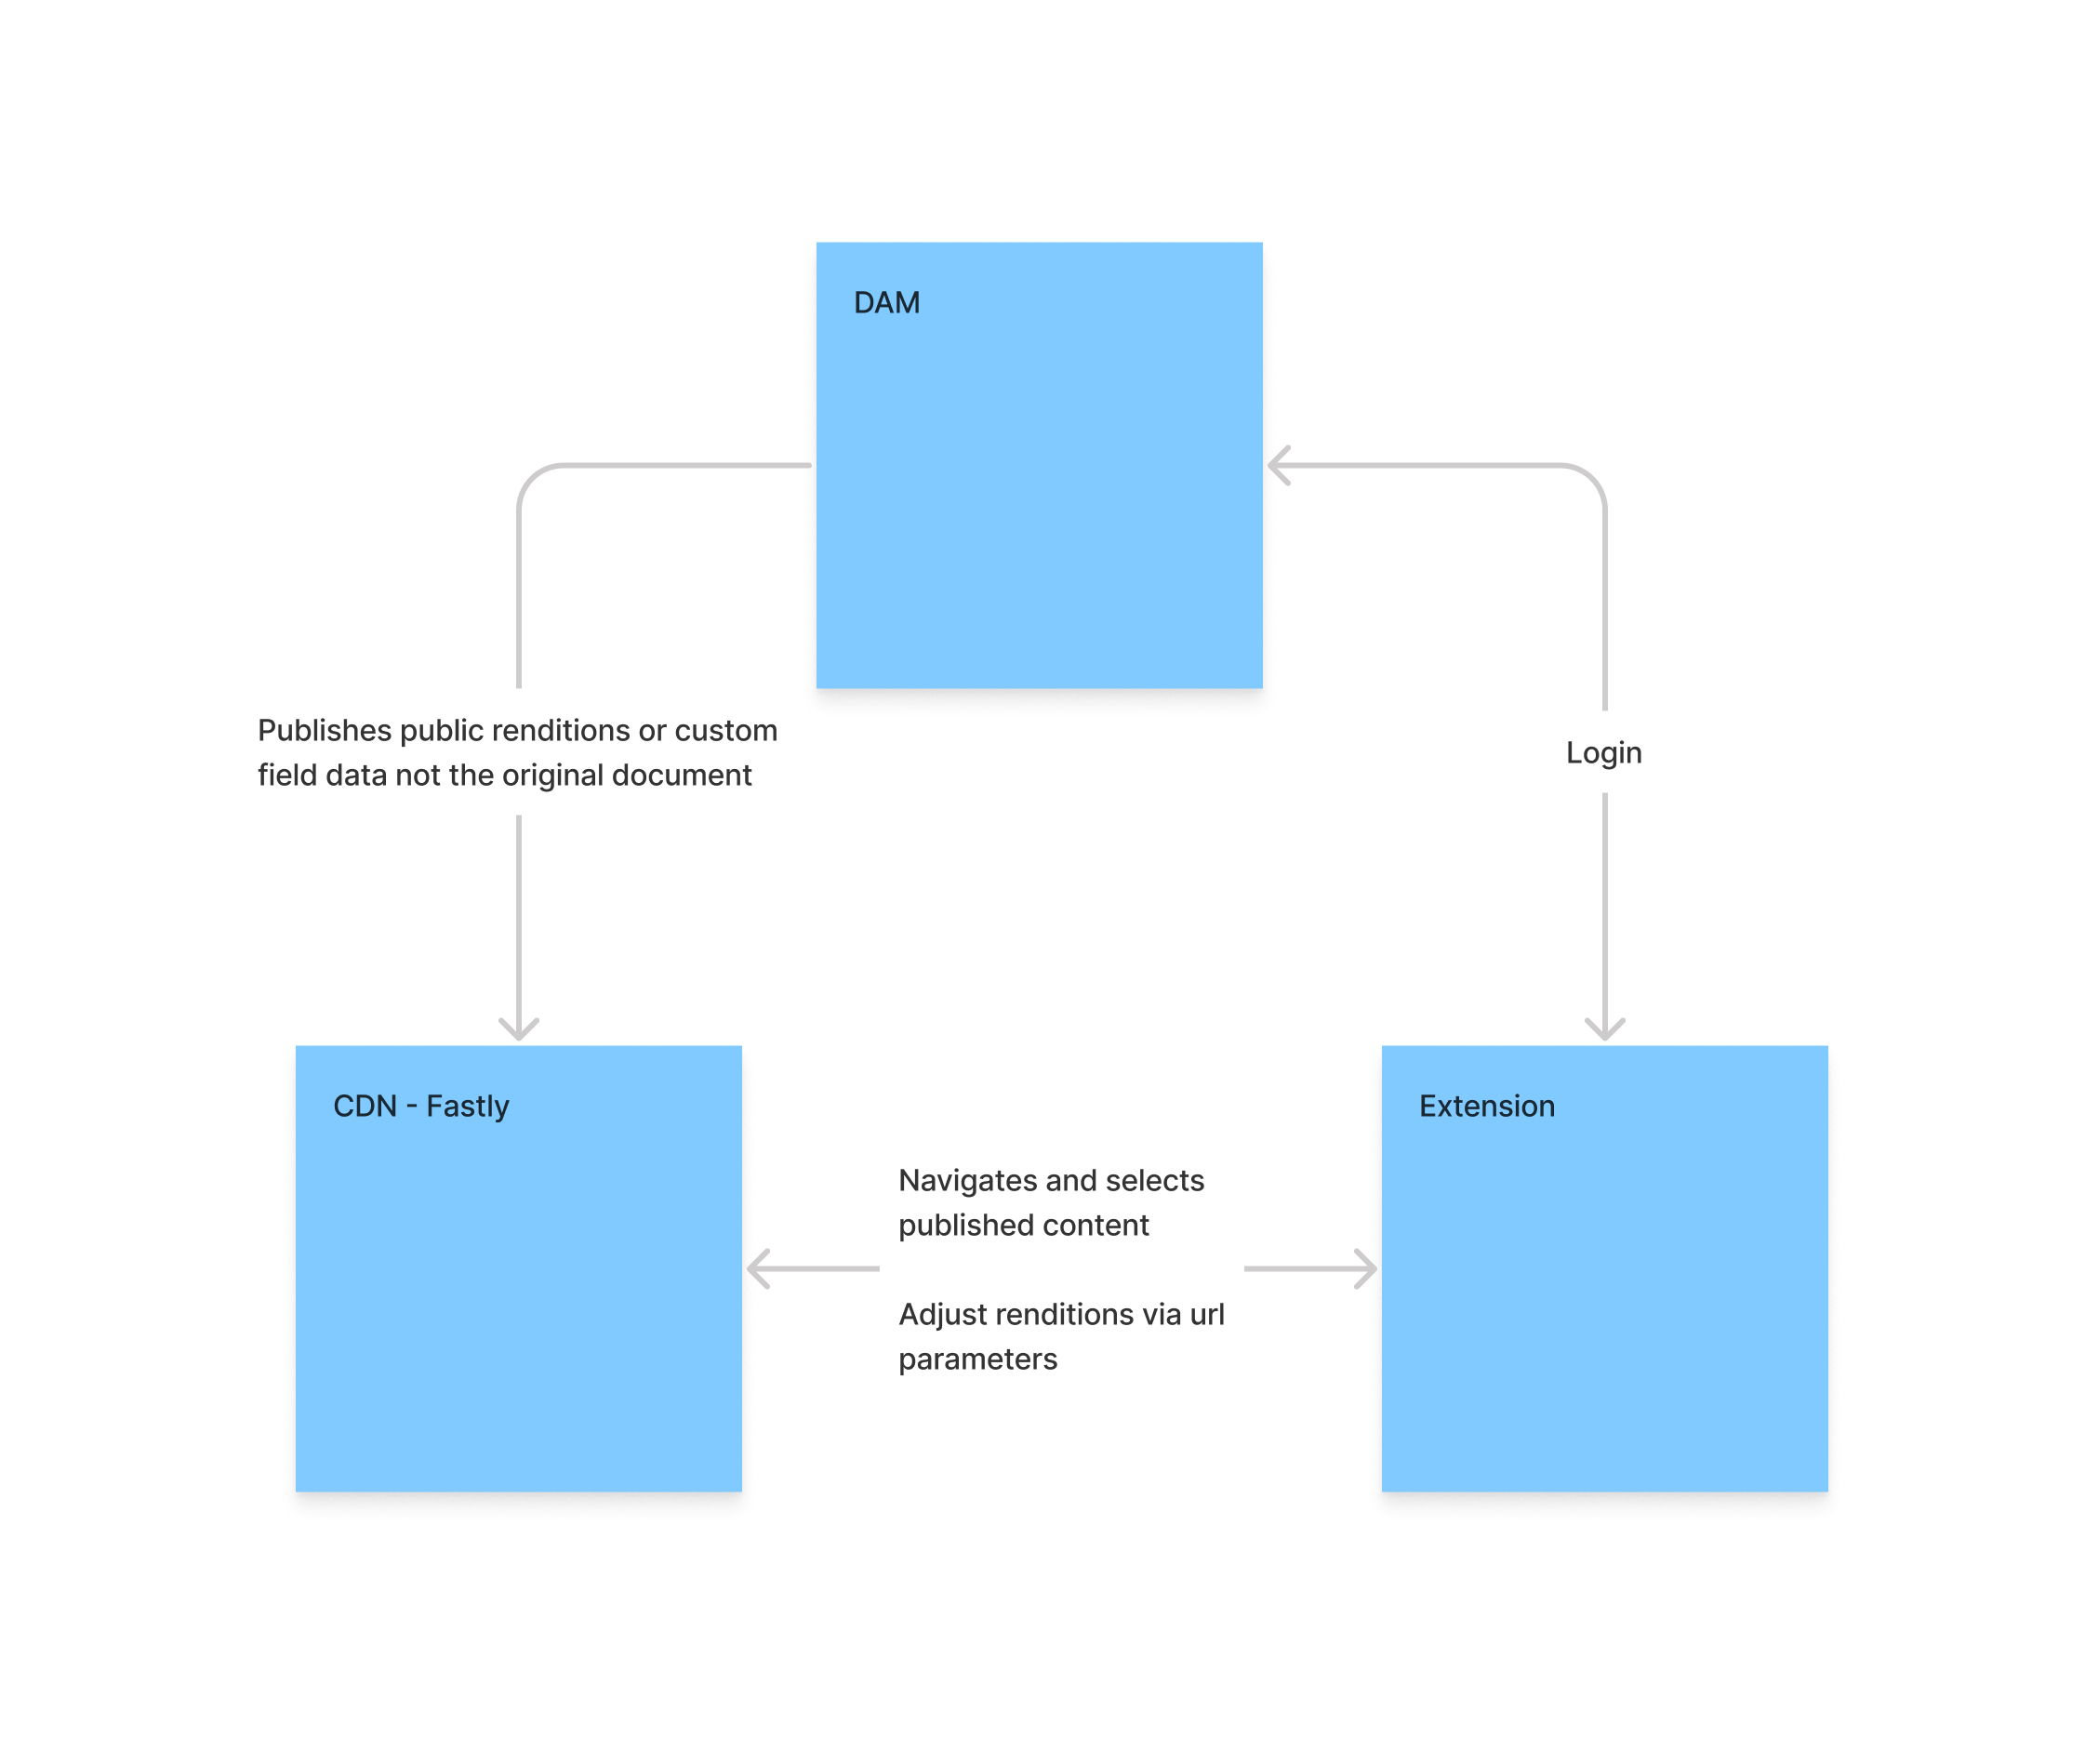 DAM
Publishes public renditions or custom
field data not the original document
Login
CDN - Fastly
Extension
Navigates and selects
published content
Adjust renditions via url
parameters